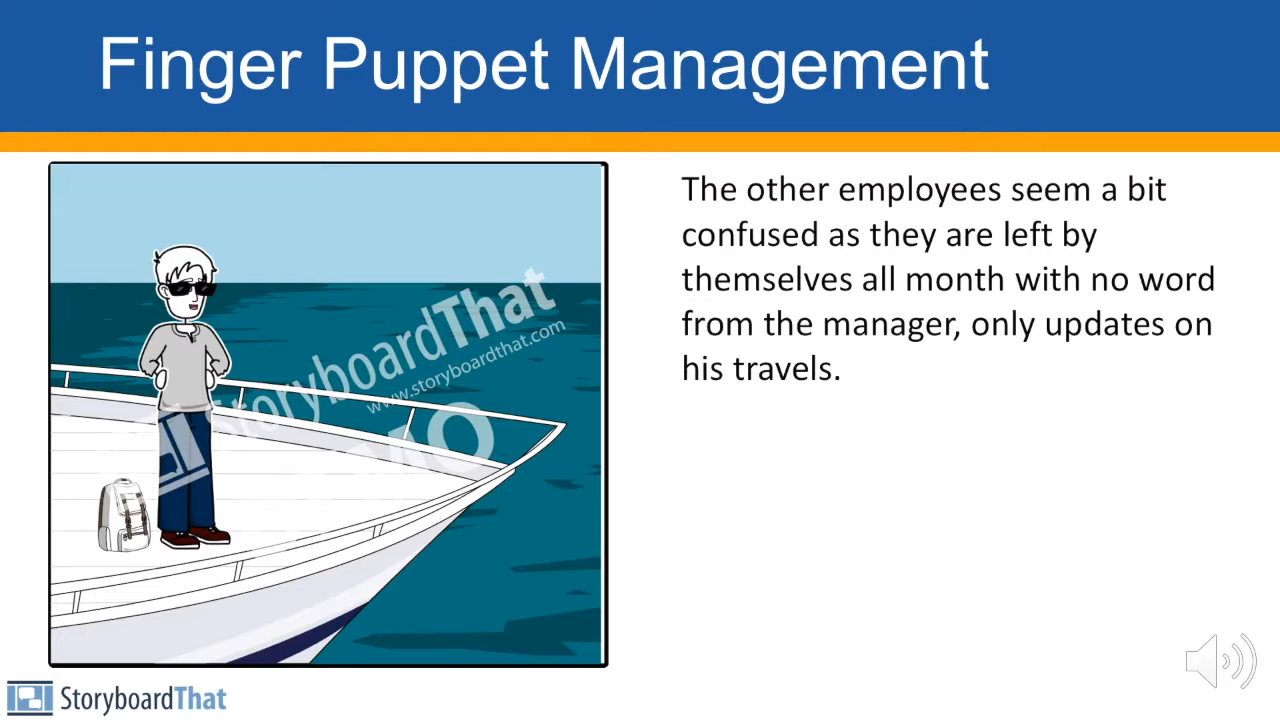 Finger Puppet Management
The other employees seem a bit
confused as they are left by
themselves all month with no word
from the manager, only updates on
his travels.
StoryboardThat
www.storyboardthat.com
StoryboardThat